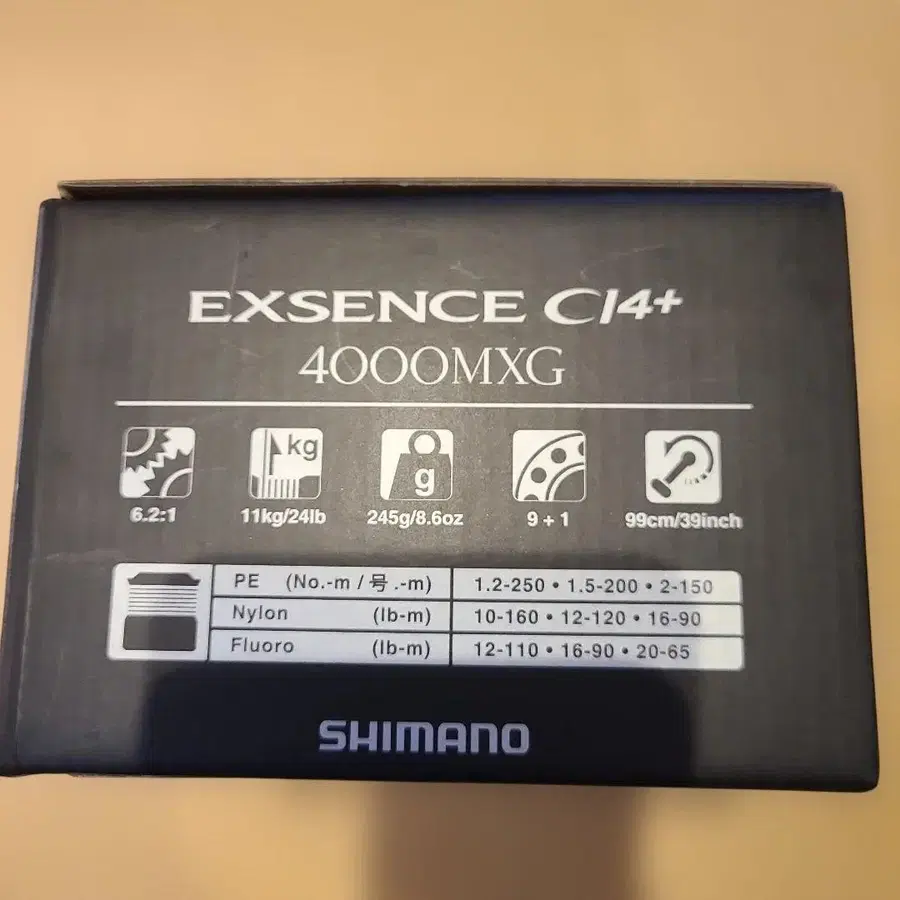 EXSENCE CI4+
4000MXG
kg
g
6.2:1 11kg/24lb 245g/8.6oz 9+1 99cm/39inch
PE (No.-m / 号.-m) 1.2-250 • 1.5-200 • 2-150
Nylon (lb-m) 10-160 • 12-120 • 16-90
Fluoro (lb-m) 12-110 • 16-90 • 20-65
SHIMANO